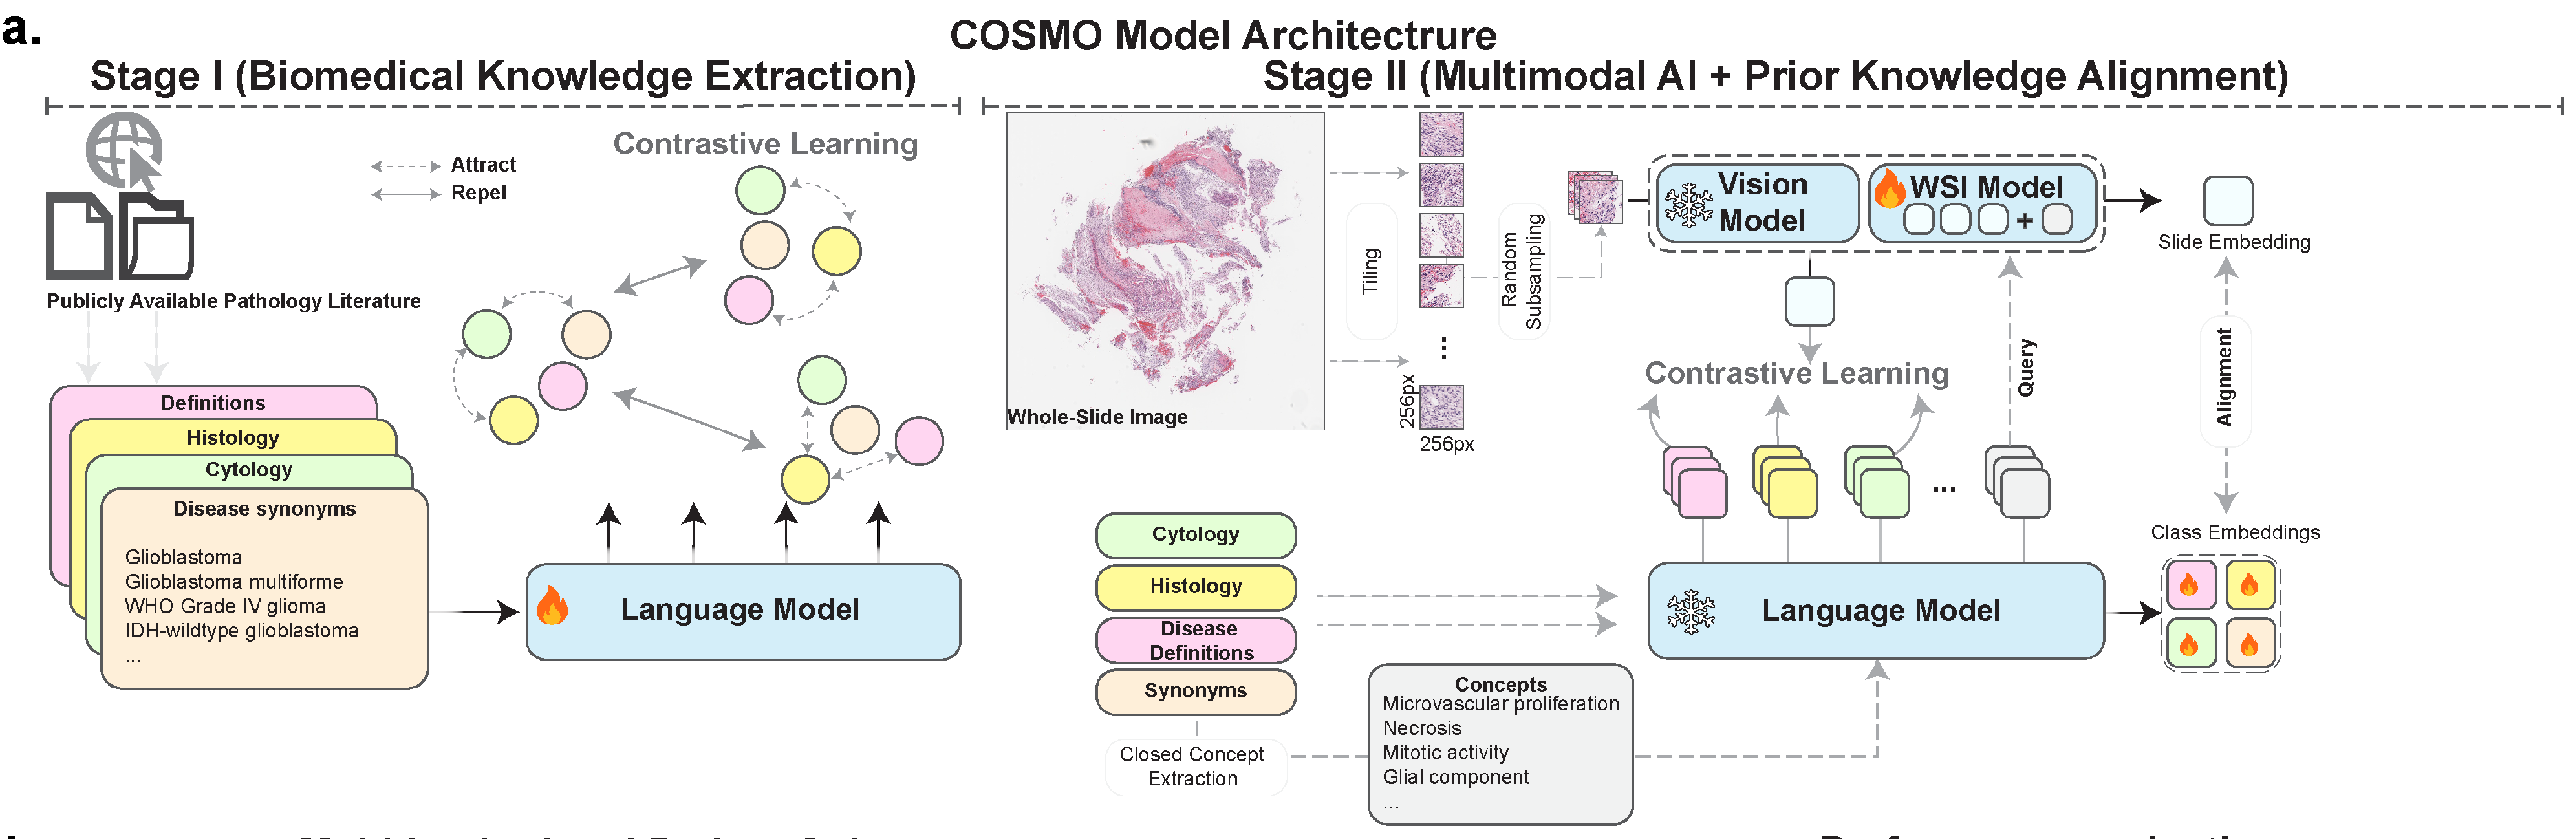 a.
COSMO Model Architectrure
Stage I (Biomedical Knowledge Extraction)
Stage II (Multimodal AI + Prior Knowledge Alignment)
Attract
Repel
Contrastive Learning
Publicly Available Pathology Literature
Definitions
Histology
Cytology
Disease synonyms
Glioblastoma
Glioblastoma multiforme
WHO Grade IV glioma
IDH-wildtype glioblastoma
...
Language Model
Whole-Slide Image
Tiling
256px
256px
Random
Subsampling
Vision
Model
WSI Model
+
Slide Embedding
Contrastive Learning
Query
Alignment
...
Class Embeddings
Cytology
Histology
Disease
Definitions
Synonyms
Closed Concept
Extraction
Concepts
Microvascular proliferation
Necrosis
Mitotic activity
Glial component
...
Language Model